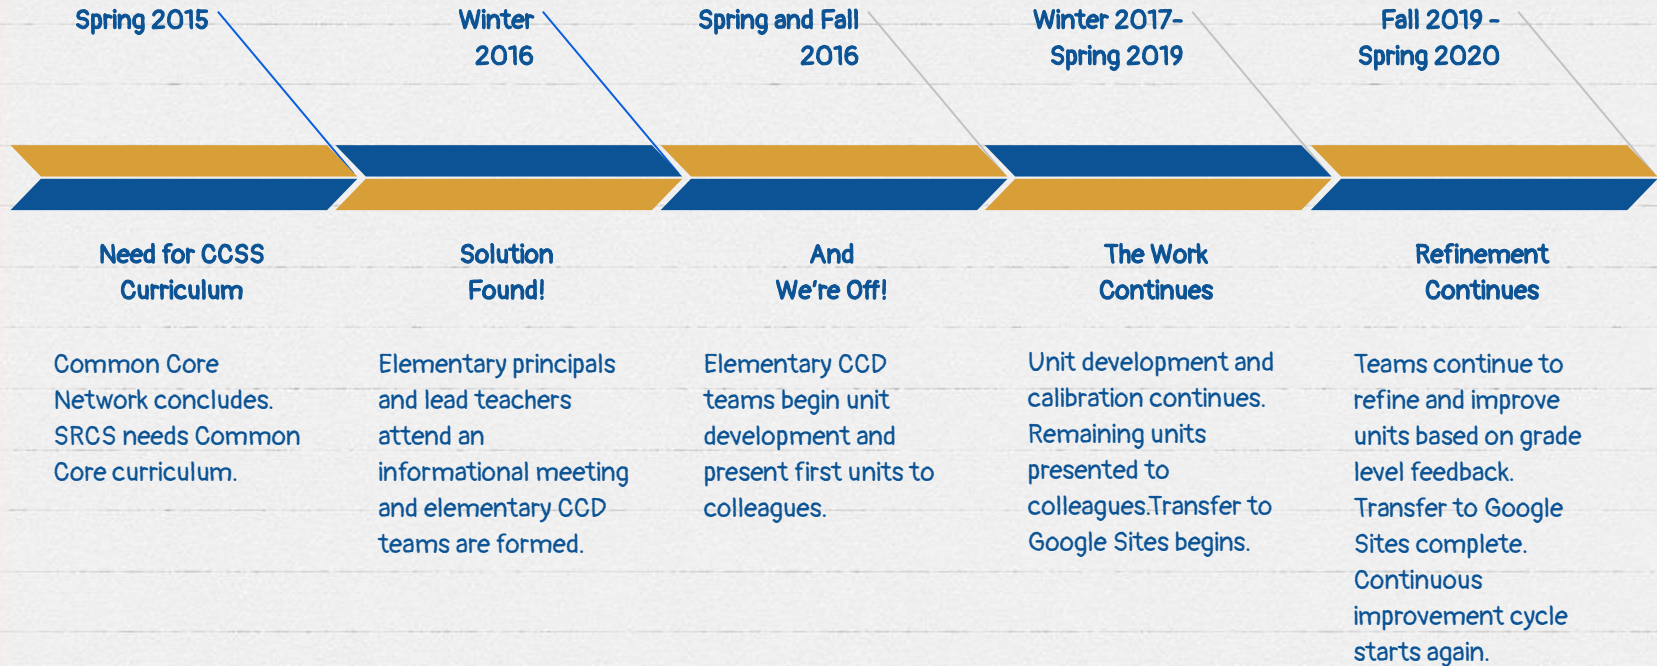 Spring 2015
Winter
2016
Spring and Fall
2016
Winter 2017-
Spring 2019
Fall 2019 -
Spring 2020
Need for CCSS
Curriculum
Solution
Found!
And
We're Off!
The Work
Continues
Refinement
Continues
Common Core
Network concludes.
SRCS needs Common
Core curriculum.
Elementary principals
and lead teachers
attend an
informational meeting
and elementary CCD
teams are formed.
Elementary CCD
teams begin unit
development and
present first units to
colleagues.
Unit development and
calibration continues.
Remaining units
presented to
colleagues.Transfer to
Google Sites begins.
Teams continue to
refine and improve
units based on grade
level feedback.
Transfer to Google
Sites complete.
Continuous
improvement cycle
starts again.